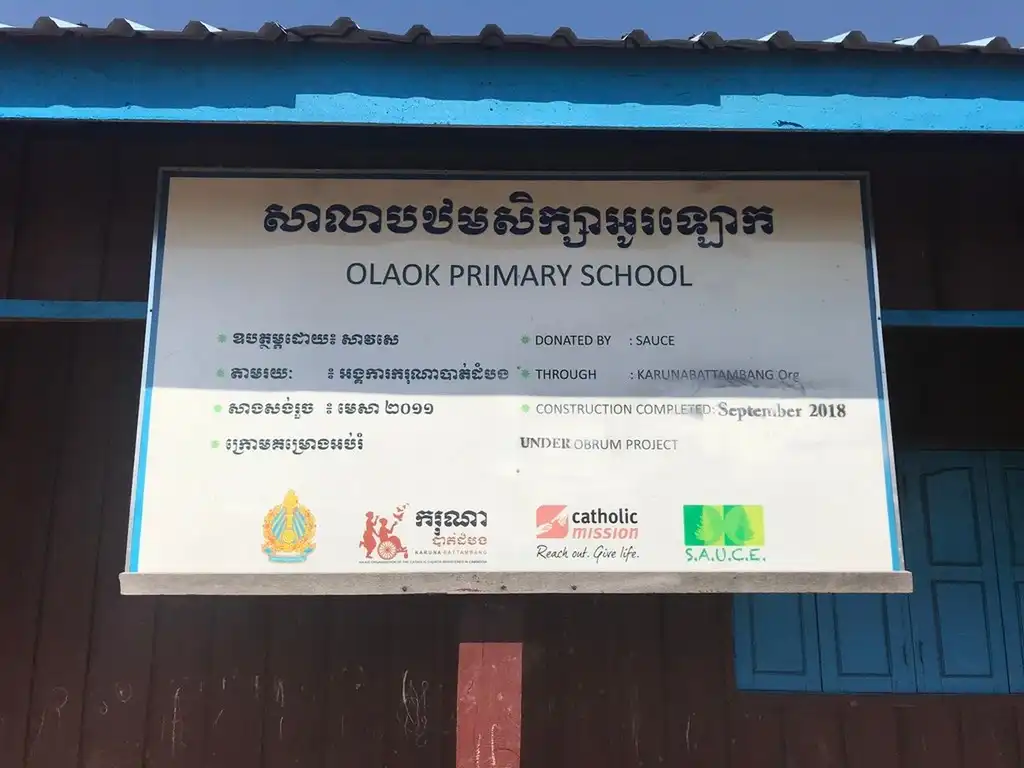 សាលាបឋមសិក្សាអូរឡោក
OLAOK PRIMARY SCHOOL
ឧបត្ថម្ភដោយ៖ សាវសេ
DONATED BY : SAUCE
តាមរយៈ ៖ អង្គការករុណាបាត់ដំបង
THROUGH : KARUNABATTAMBANG Org
សាងសង់រួច ៖ មេសា ២០១១
CONSTRUCTION COMPLETED: September 2018
ក្រោមគម្រោងអប់រំ
UNDER OBRUM PROJECT
ករុណា
បាត់ដំបង
KARUNA BATTAMBANG
catholic
mission
Reach out. Give life.
S.A.U.C.E.